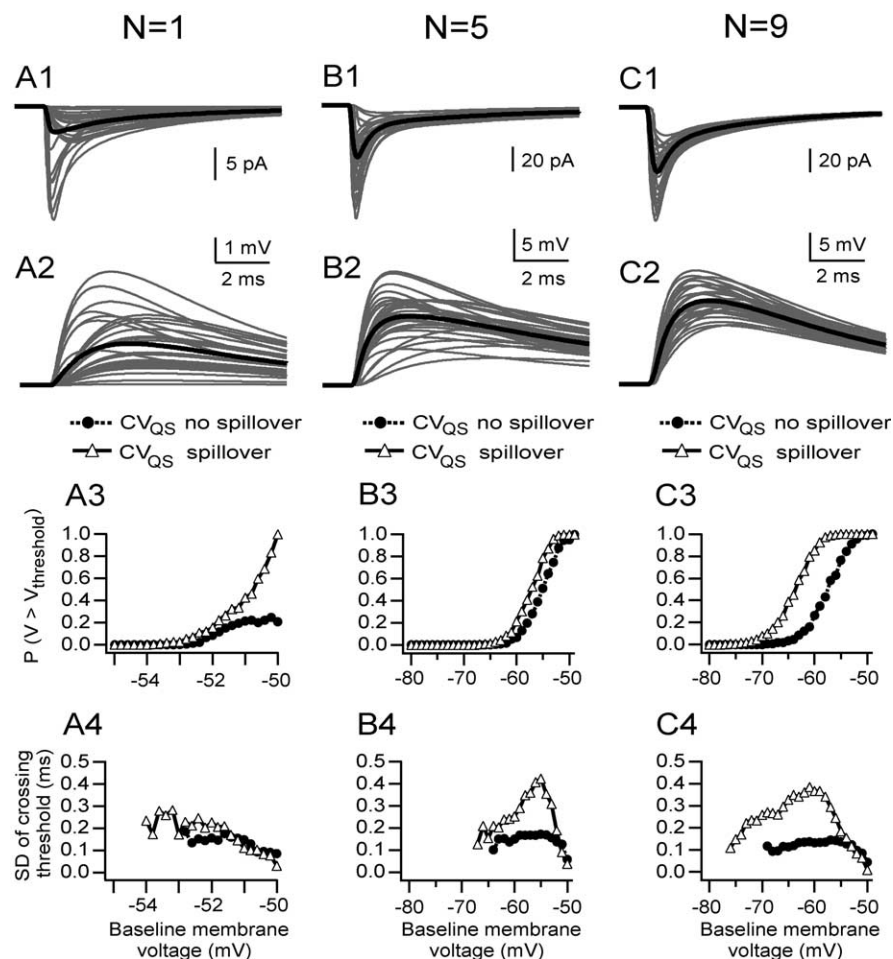 N=1 N=5 N=9
A1 B1 C1
5 pA 20 pA 20 pA
A2 B2 C2
1 mV 5 mV 5 mV
2 ms 2 ms 2 ms
CVQS no spillover CVQS no spillover CVQS no spillover
CVQS spillover CVQS spillover CVQS spillover
A3 B3 C3
P (V > Vthreshold)
1.0 1.0 1.0
0.8 0.8 0.8
0.6 0.6 0.6
0.4 0.4 0.4
0.2 0.2 0.2
0.0 0.0 0.0
-54 -52 -50 -80 -70 -60 -50 -80 -70 -60 -50
A4 B4 C4
SD of crossing
threshold (ms)
0.5 0.5 0.5
0.4 0.4 0.4
0.3 0.3 0.3
0.2 0.2 0.2
0.1 0.1 0.1
0.0 0.0 0.0
-54 -52 -50 -80 -70 -60 -50 -80 -70 -60 -50
Baseline membrane Baseline membrane Baseline membrane
voltage (mV) voltage (mV) voltage (mV)